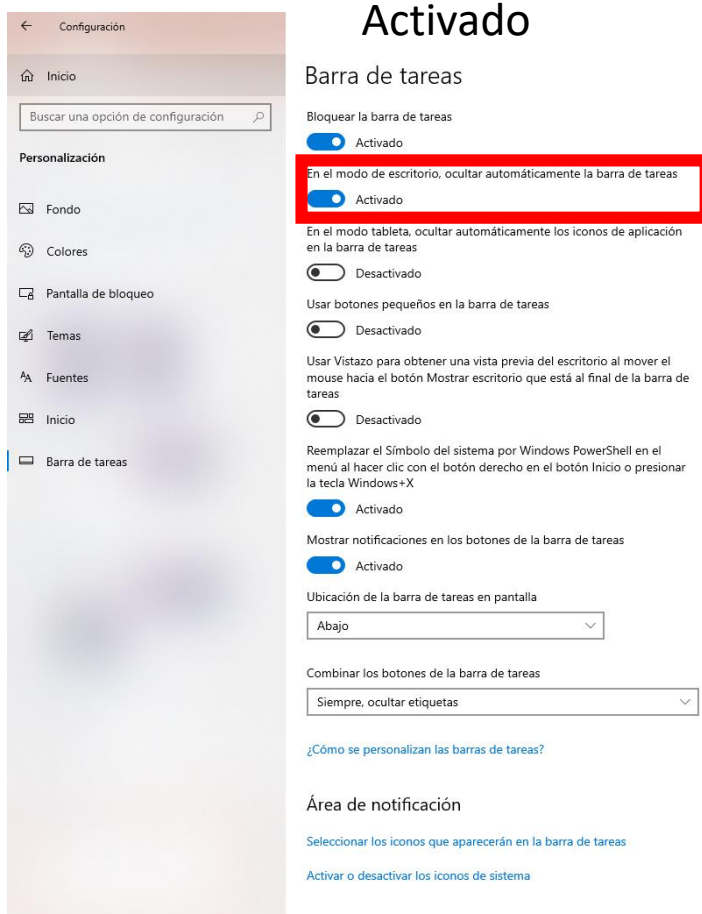 Activado
Configuración
Inicio
Buscar una opción de configuración
Personalización
Fondo
Colores
Pantalla de bloqueo
Temas
Fuentes
Inicio
Barra de tareas
Barra de tareas
Bloquear la barra de tareas
Activado
En el modo de escritorio, ocultar automáticamente la barra de tareas
Activado
En el modo tableta, ocultar automáticamente los iconos de aplicación
en la barra de tareas
Desactivado
Usar botones pequeños en la barra de tareas
Desactivado
Usar Vistazo para obtener una vista previa del escritorio al mover el
mouse hacia el botón Mostrar escritorio que está al final de la barra de
tareas
Desactivado
Reemplazar el Símbolo del sistema por Windows PowerShell en el
menú al hacer clic con el botón derecho en el botón Inicio o presionar
la tecla Windows+X
Activado
Mostrar notificaciones en los botones de la barra de tareas
Activado
Ubicación de la barra de tareas en pantalla
Abajo
Combinar los botones de la barra de tareas
Siempre, ocultar etiquetas
¿Cómo se personalizan las barras de tareas?
Área de notificación
Seleccionar los iconos que aparecerán en la barra de tareas
Activar o desactivar los iconos de sistema